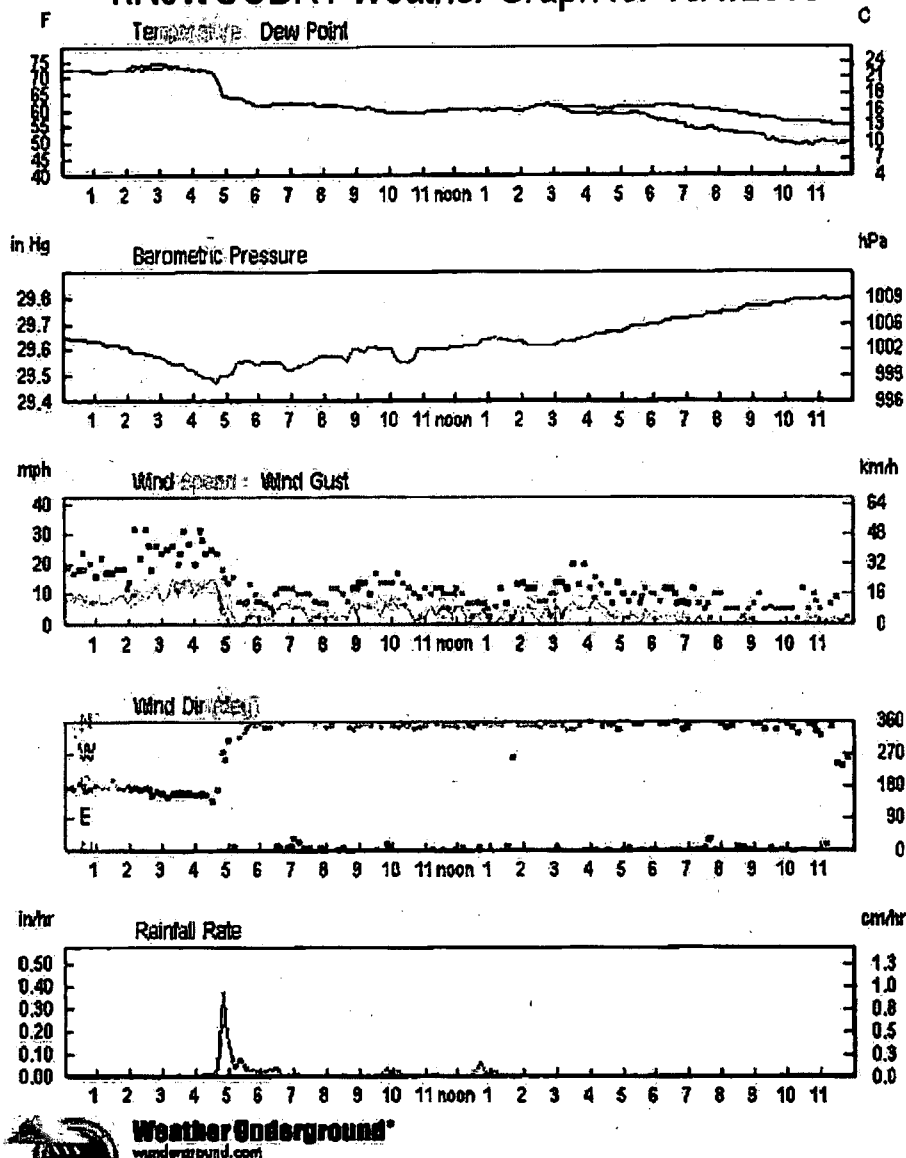 Weather Graph for
F C
Temperature Dew Point
75 24
70 21
65 18
60 16
55 13
50 10
45 7
40 4
1 2 3 4 5 6 7 8 9 10 11 noon 1 2 3 4 5 6 7 8 9 10 11
in Hg hPa
Barometric Pressure
29.8 1009
29.7 1006
29.6 1002
29.5 999
29.4 996
1 2 3 4 5 6 7 8 9 10 11 noon 1 2 3 4 5 6 7 8 9 10 11
mph km/h
Wind Speed Wind Gust
40 64
30 48
20 32
10 16
0 0
1 2 3 4 5 6 7 8 9 10 11 noon 1 2 3 4 5 6 7 8 9 10 11
Wind Dir (deg)
N 360
W 270
180
E 90
0
1 2 3 4 5 6 7 8 9 10 11 noon 1 2 3 4 5 6 7 8 9 10 11
in/hr cm/hr
Rainfall Rate
0.50 1.3
0.40 1.0
0.30 0.8
0.20 0.5
0.10 0.3
0.00 0.0
1 2 3 4 5 6 7 8 9 10 11 noon 1 2 3 4 5 6 7 8 9 10 11
Weather Underground®
wunderground.com